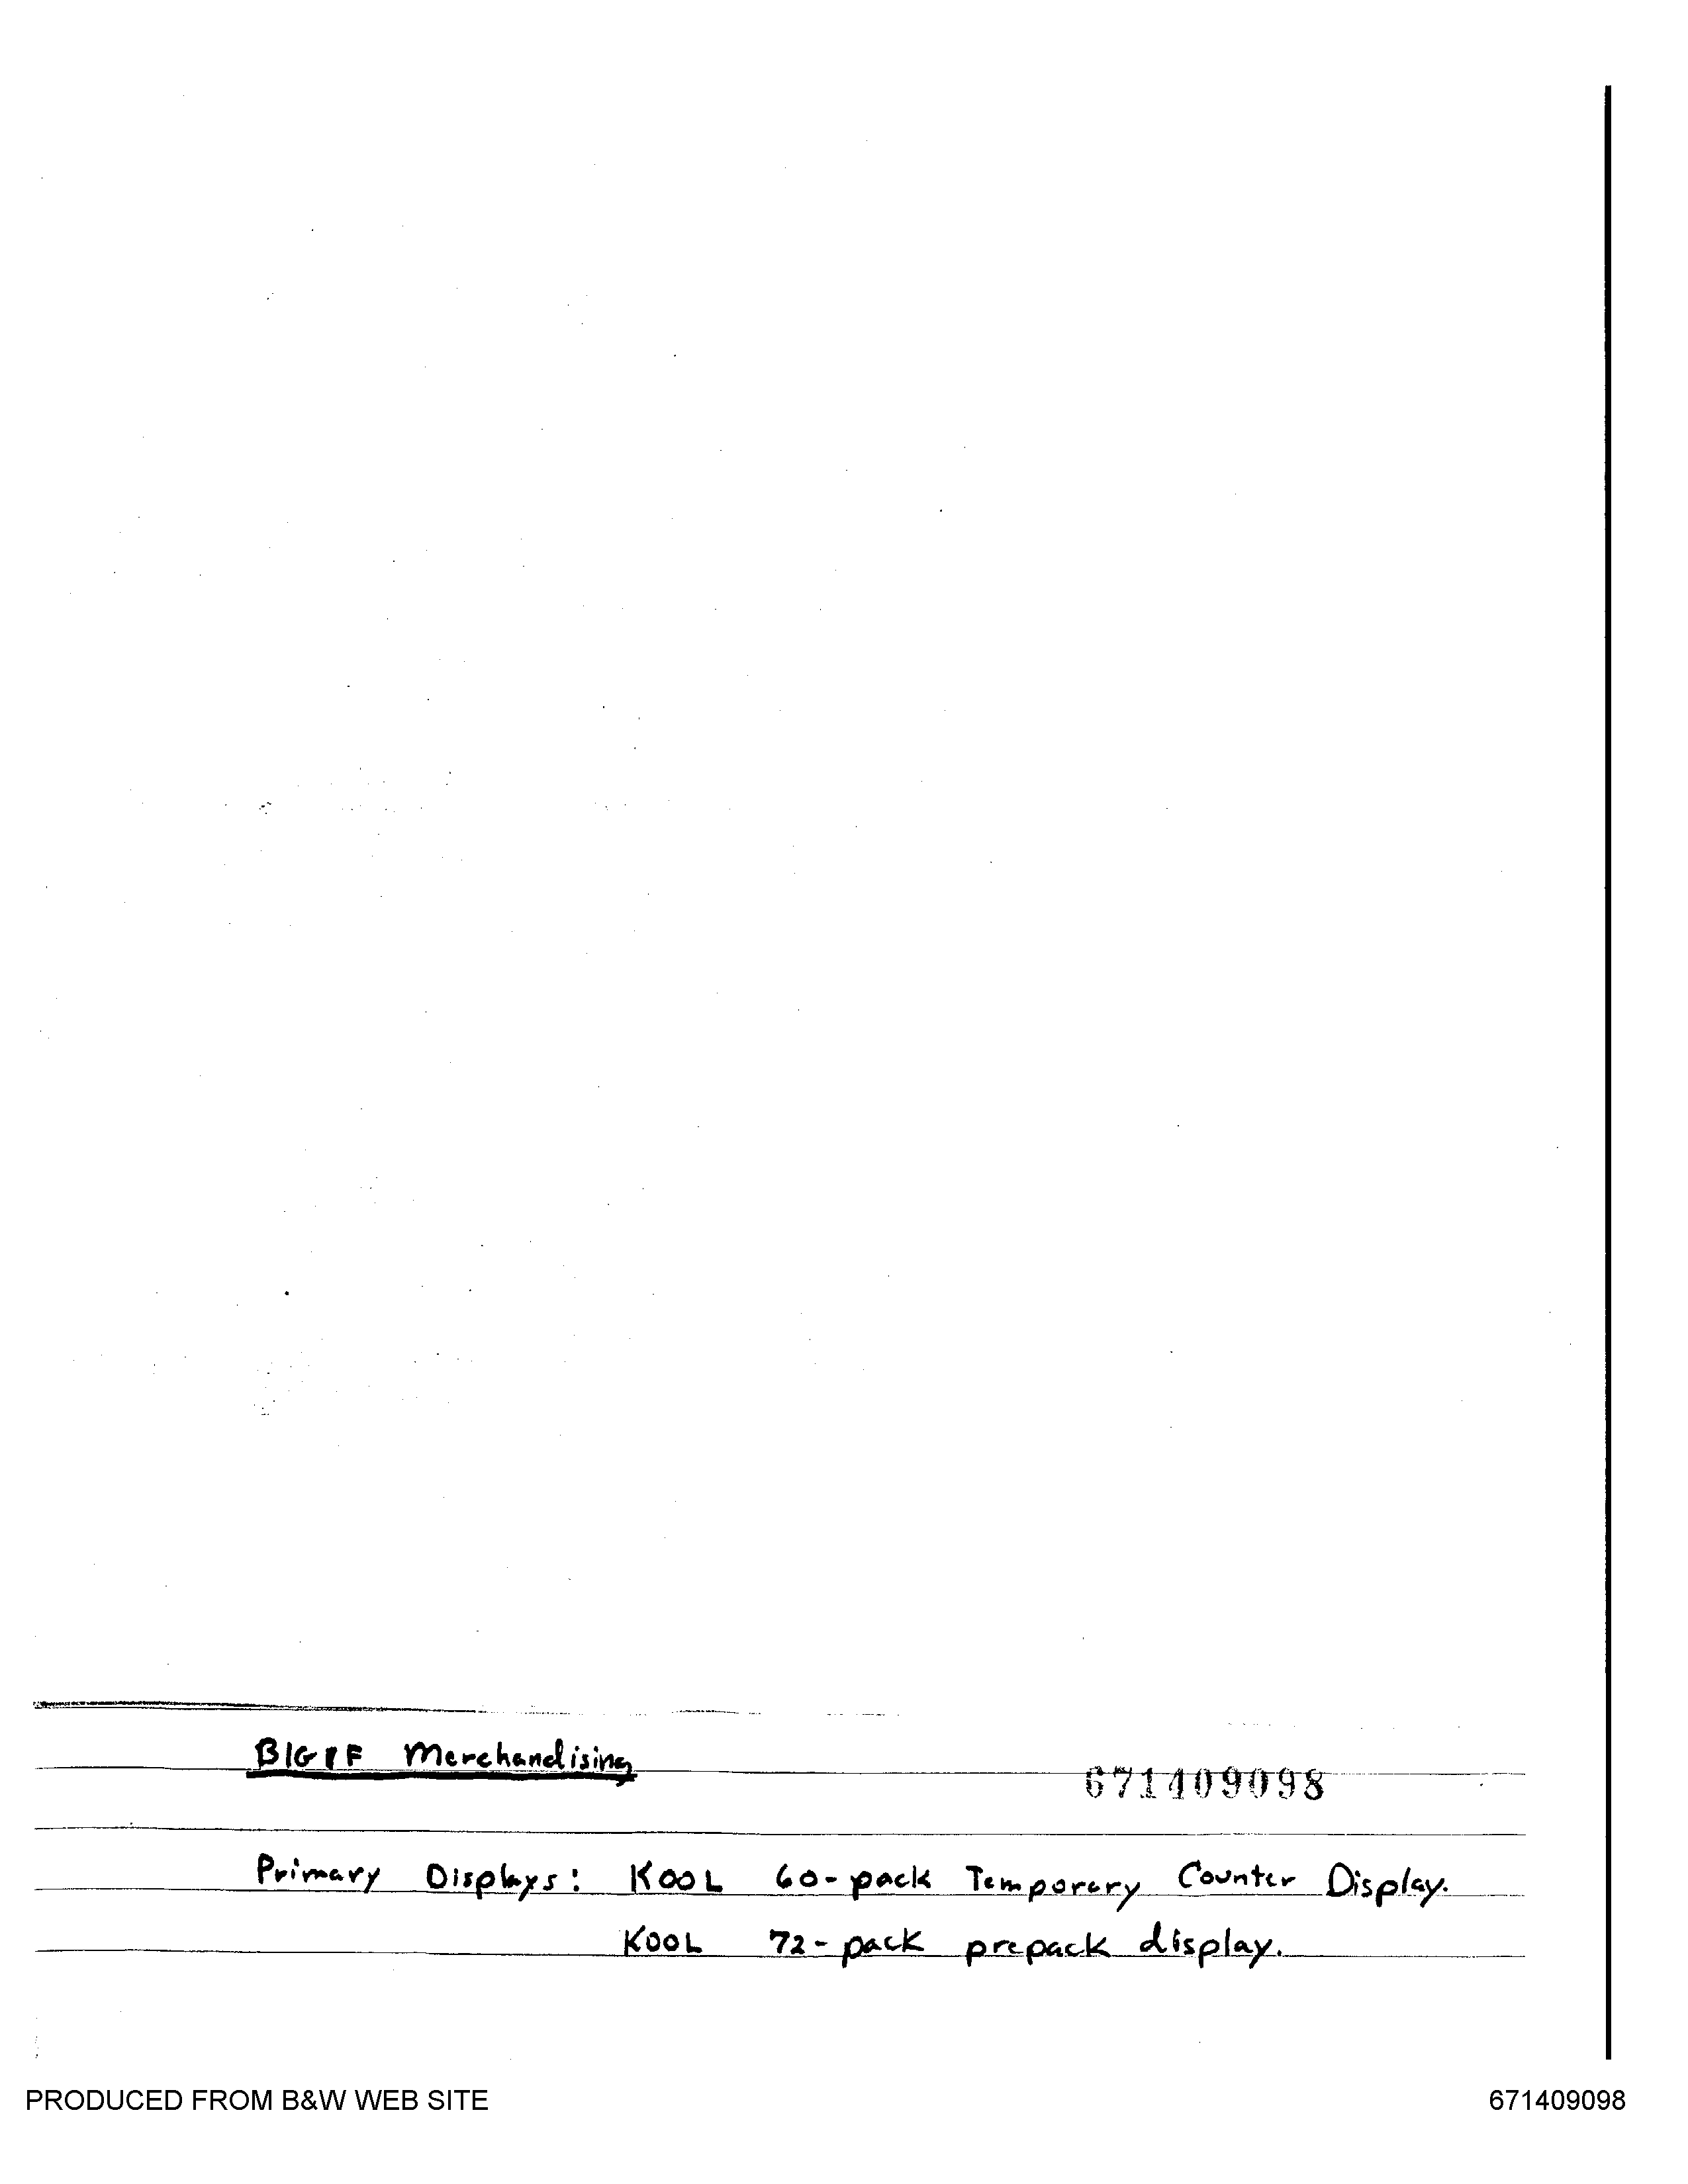 B1G1F Merchandising
671409098
Primary Displays: KOOL 60-pack Temporary Counter Display.
KOOL 72-pack prepack display.
PRODUCED FROM B&W WEB SITE
671409098